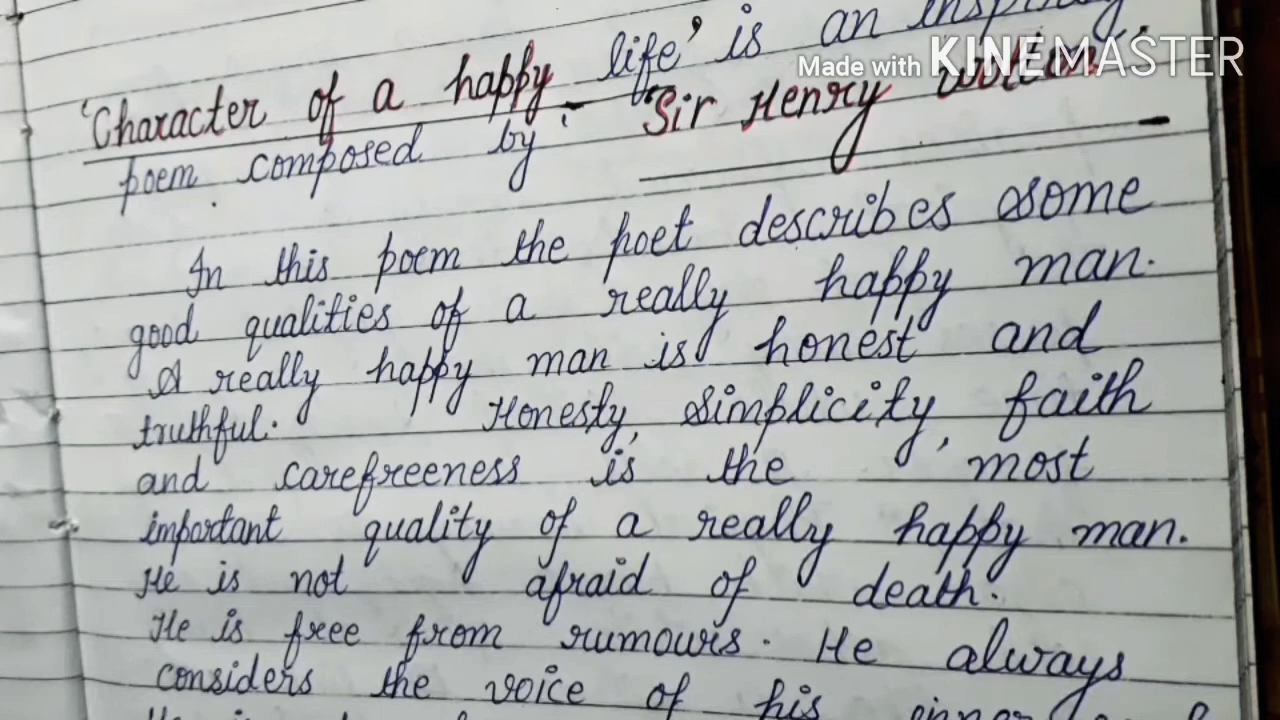 Made with KINEMASTER
'Character of a happy life' is an inspiring
poem composed by :- "Sir Henry wotton".
In this poem the poet describes some
good qualities of a really happy man.
A really happy man is honest and
truthful. Honesty, simplicity, faith
and carefreeness is the most
important quality of a really happy man.
He is not afraid of death.
He is free from rumours. He always
considers the voice of his inner